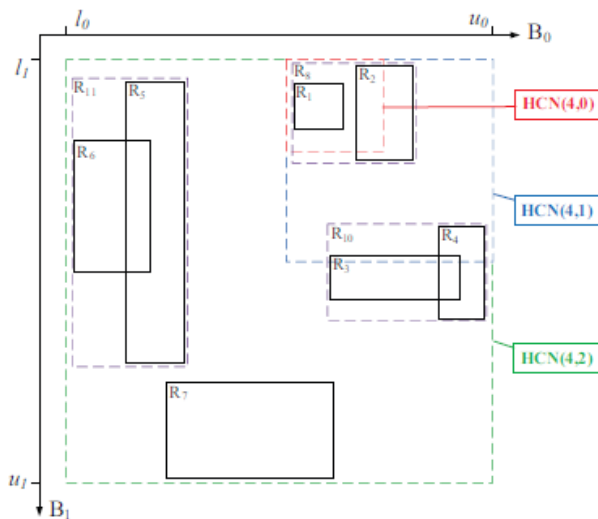 l₀ u₀
B₀
l₁
R₁₁ R₅ R₈ R₂
R₁
HCN(4,0)
R₆
HCN(4,1)
R₁₀ R₄
R₃
HCN(4,2)
R₇
u₁
B₁